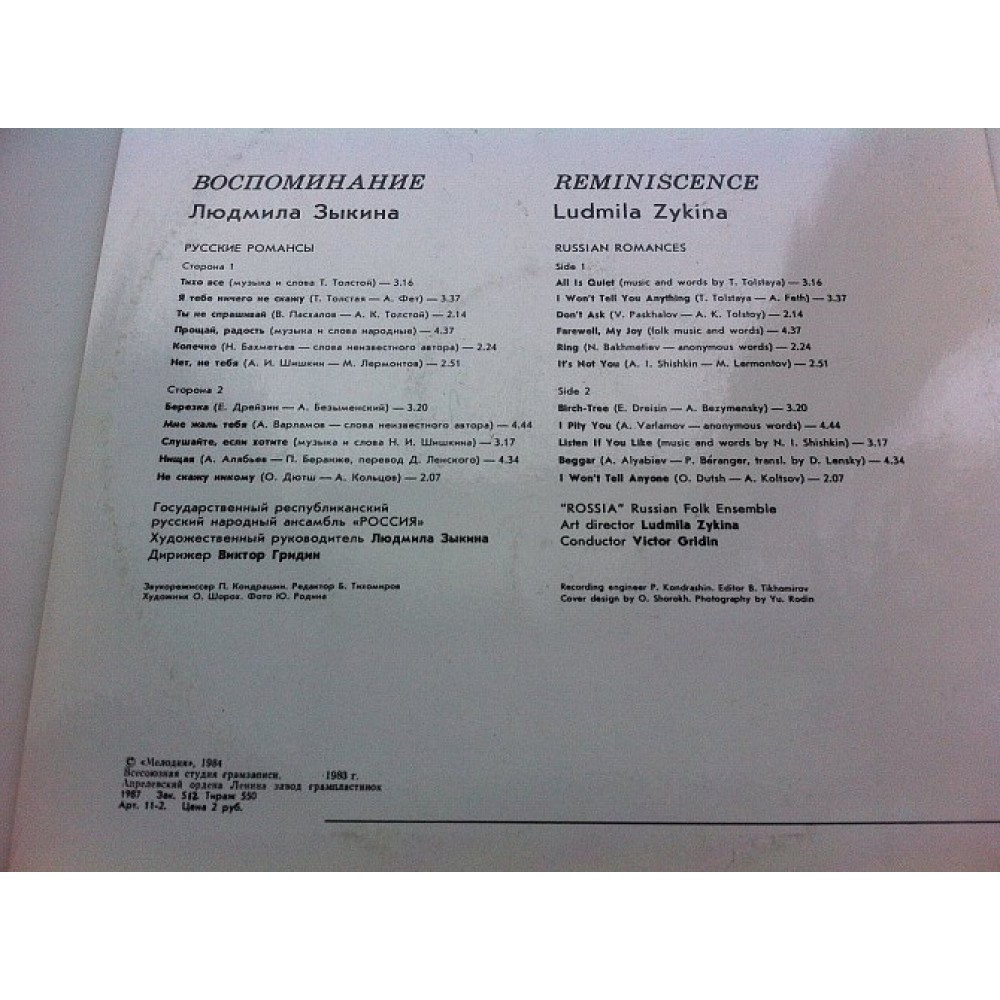 ВОСПОМИНАНИЕ
Людмила Зыкина
РУССКИЕ РОМАНСЫ
Сторона 1
Тихо все (музыка и слова Т. Толстой) — 3.16
Я тебе ничего не скажу (Т. Толстая — А. Фет) — 3.37
Ты не спрашивай (В. Пасхалов — А. К. Толстой) — 2.14
Прощай, радость (музыка и слова народные) — 4.37
Колечко (Н. Бахметьев — слова неизвестного автора) — 2.24
Нет, не тебя (А. И. Шишкин — М. Лермонтов) — 2.51
Сторона 2
Березка (Е. Дрейзин — А. Безыменский) — 3.20
Мне жаль тебя (А. Варламов — слова неизвестного автора) — 4.44
Слушайте, если хотите (музыка и слова Н. И. Шишкина) — 3.17
Нищая (А. Алябьев — П. Беранже, перевод Д. Ленского) — 4.34
Не скажу никому (О. Дютш — А. Кольцов) — 2.07
Государственный республиканский
русский народный ансамбль «РОССИЯ»
Художественный руководитель Людмила Зыкина
Дирижер Виктор Гридин
Звукорежиссер П. Кондрашин. Редактор Б. Тихомиров
Художник О. Шорох. Фото Ю. Родина
REMINISCENCE
Ludmila Zykina
RUSSIAN ROMANCES
Side 1
All Is Quiet (music and words by T. Tolstaya) — 3.16
I Won't Tell You Anything (T. Tolstaya — A. Feth) — 3.37
Don't Ask (V. Paskhalov — A. K. Tolstoy) — 2.14
Farewell, My Joy (folk music and words) — 4.37
Ring (N. Bakhmetiev — anonymous words) — 2.24
It's Not You (A. I. Shishkin — M. Lermontov) — 2.51
Side 2
Birch-Tree (E. Dreisin — A. Bezymensky) — 3.20
I Pity You (A. Varlamov — anonymous words) — 4.44
Listen If You Like (music and words by N. I. Shishkin) — 3.17
Beggar (A. Alyabiev — P. Béranger, transl. by D. Lensky) — 4.34
I Won't Tell Anyone (O. Dutsh — A. Koltsov) — 2.07
"ROSSIA" Russian Folk Ensemble
Art director Ludmila Zykina
Conductor Victor Gridin
Recording engineer P. Kondrashin. Editor B. Tikhomirov
Cover design by O. Shorokh. Photography by Yu. Rodin
© «Мелодия», 1984
Всесоюзная студия грамзаписи. 1983 г.
Апрелевский ордена Ленина завод грампластинок
1987 Зак. 512 Тираж 550
Арт. 11-2. Цена 2 руб.